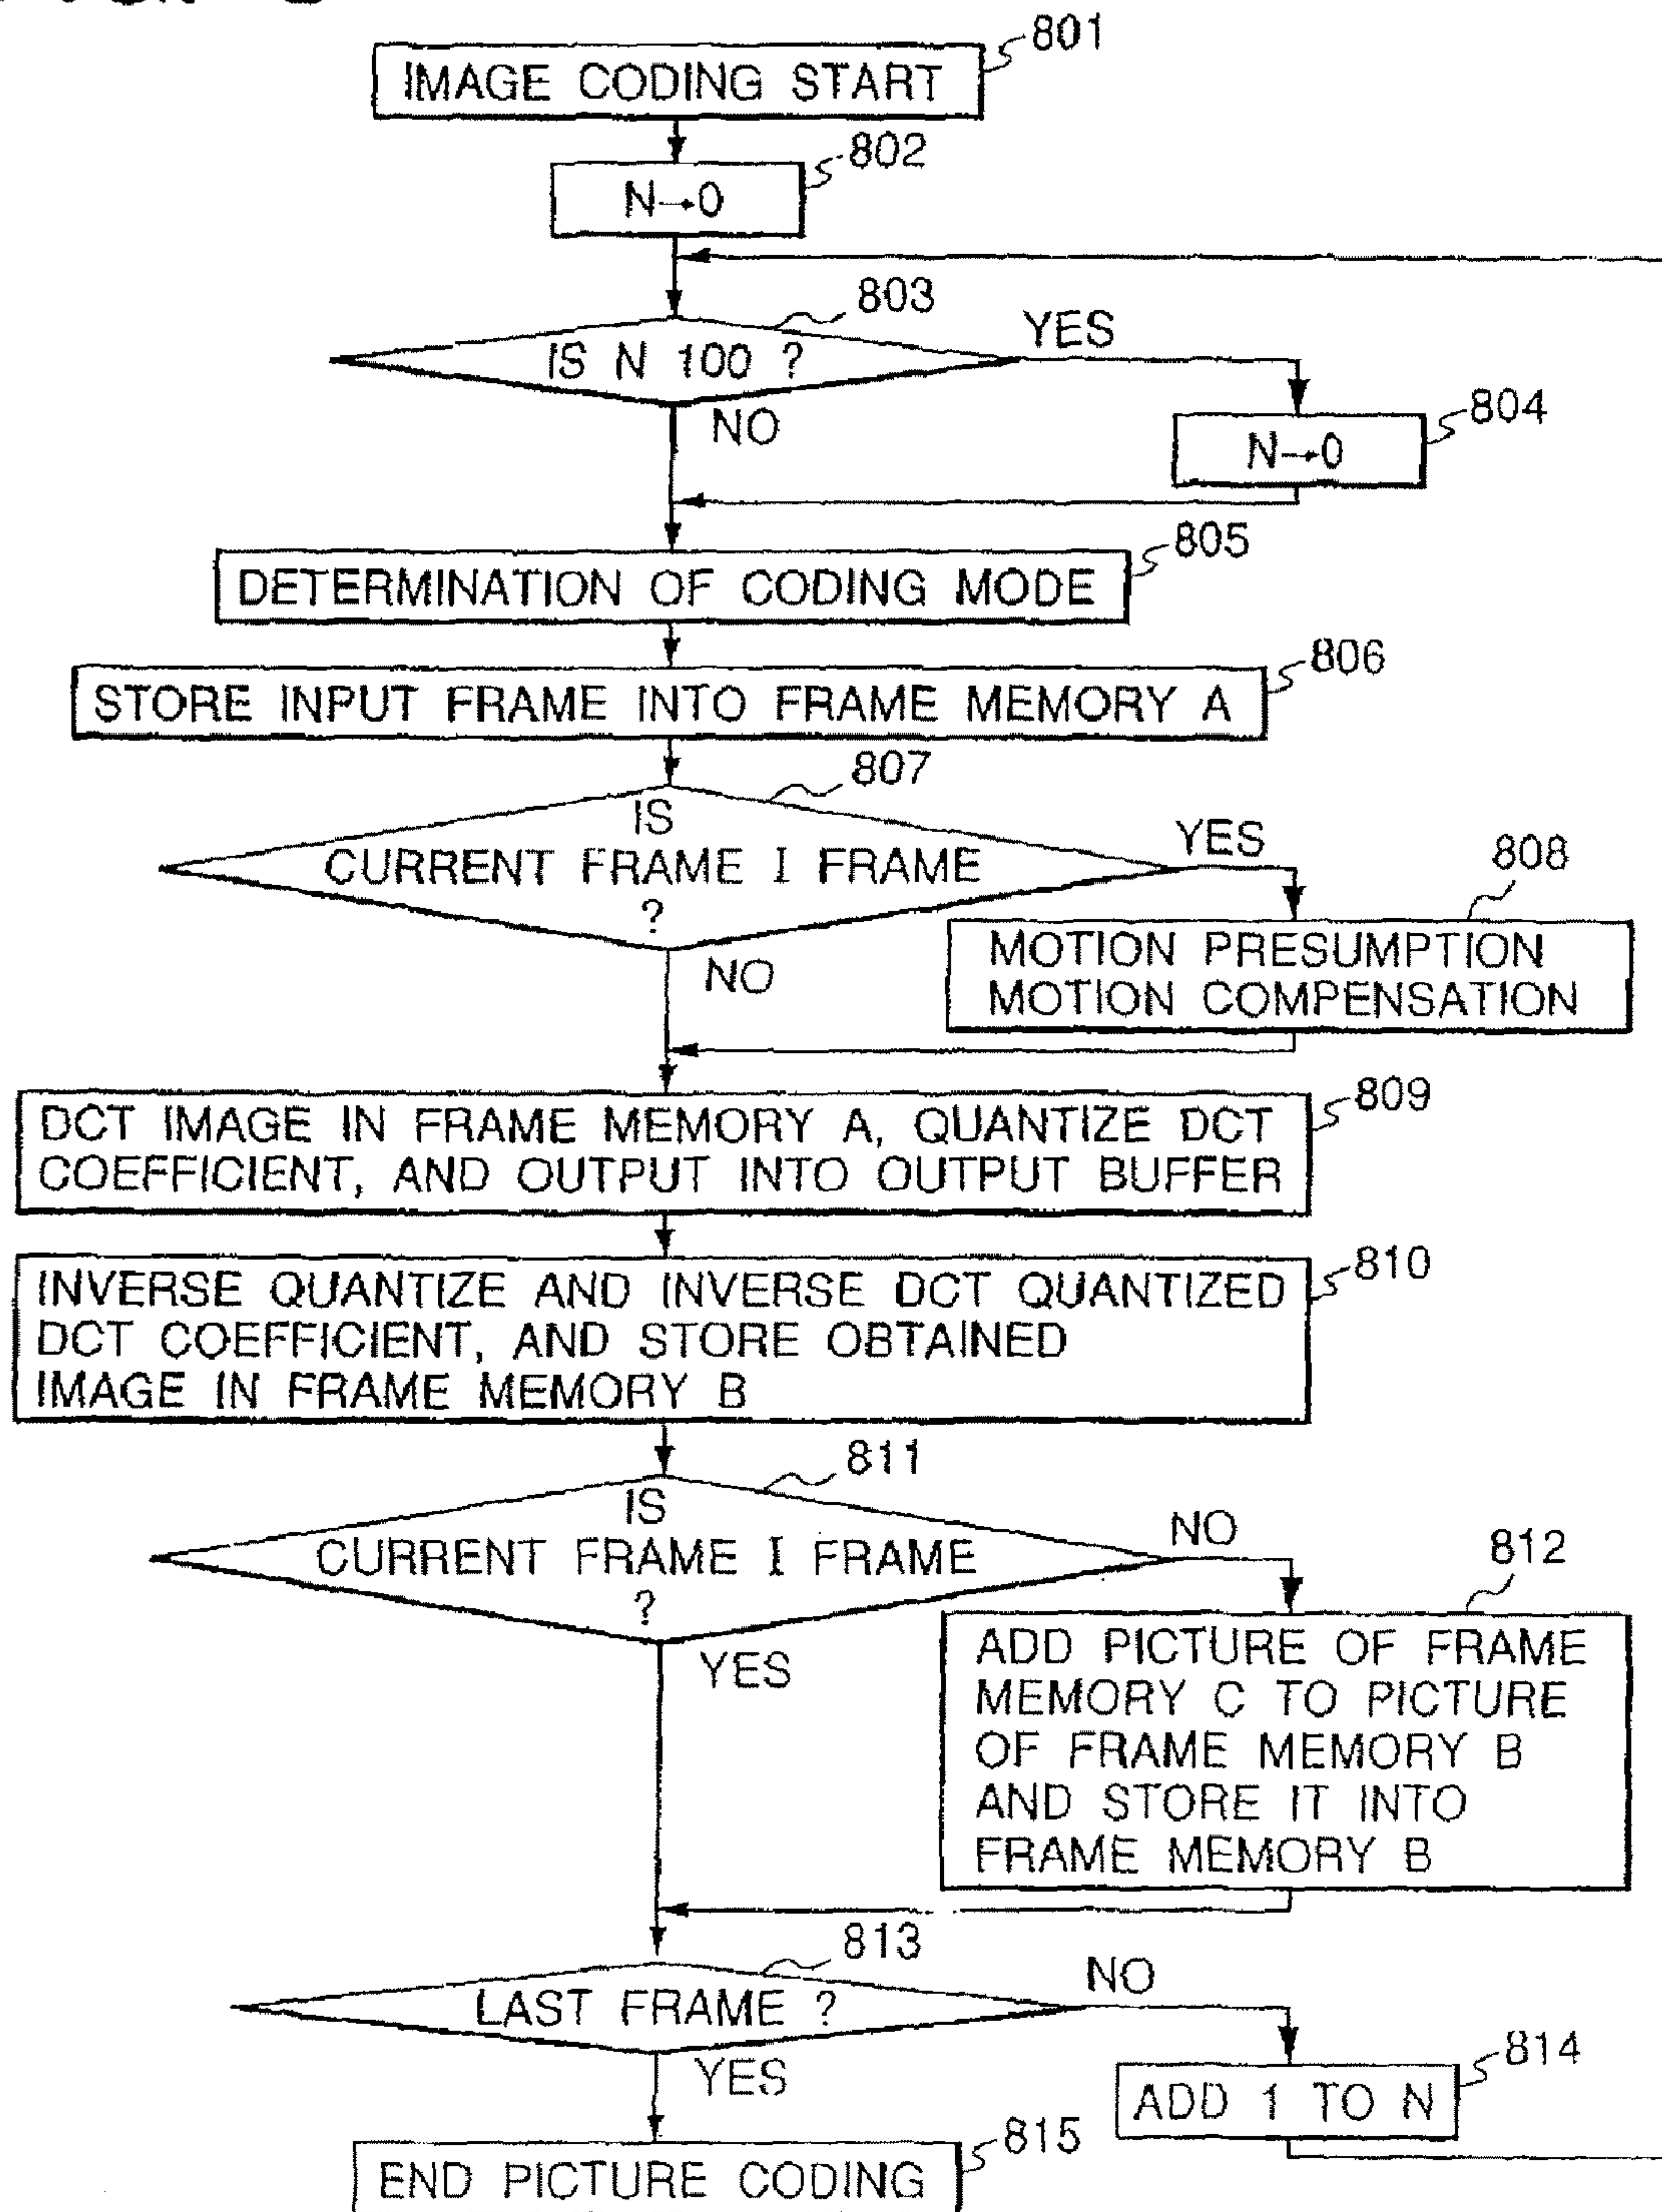 801
IMAGE CODING START
802
N→0
803
IS N 100 ?
YES
NO
804
N→0
805
DETERMINATION OF CODING MODE
806
STORE INPUT FRAME INTO FRAME MEMORY A
807
IS
CURRENT FRAME I FRAME
?
YES
NO
808
MOTION PRESUMPTION
MOTION COMPENSATION
809
DCT IMAGE IN FRAME MEMORY A, QUANTIZE DCT
COEFFICIENT, AND OUTPUT INTO OUTPUT BUFFER
810
INVERSE QUANTIZE AND INVERSE DCT QUANTIZED
DCT COEFFICIENT, AND STORE OBTAINED
IMAGE IN FRAME MEMORY B
811
IS
CURRENT FRAME I FRAME
?
NO
YES
812
ADD PICTURE OF FRAME
MEMORY C TO PICTURE
OF FRAME MEMORY B
AND STORE IT INTO
FRAME MEMORY B
813
LAST FRAME ?
NO
YES
814
ADD 1 TO N
815
END PICTURE CODING